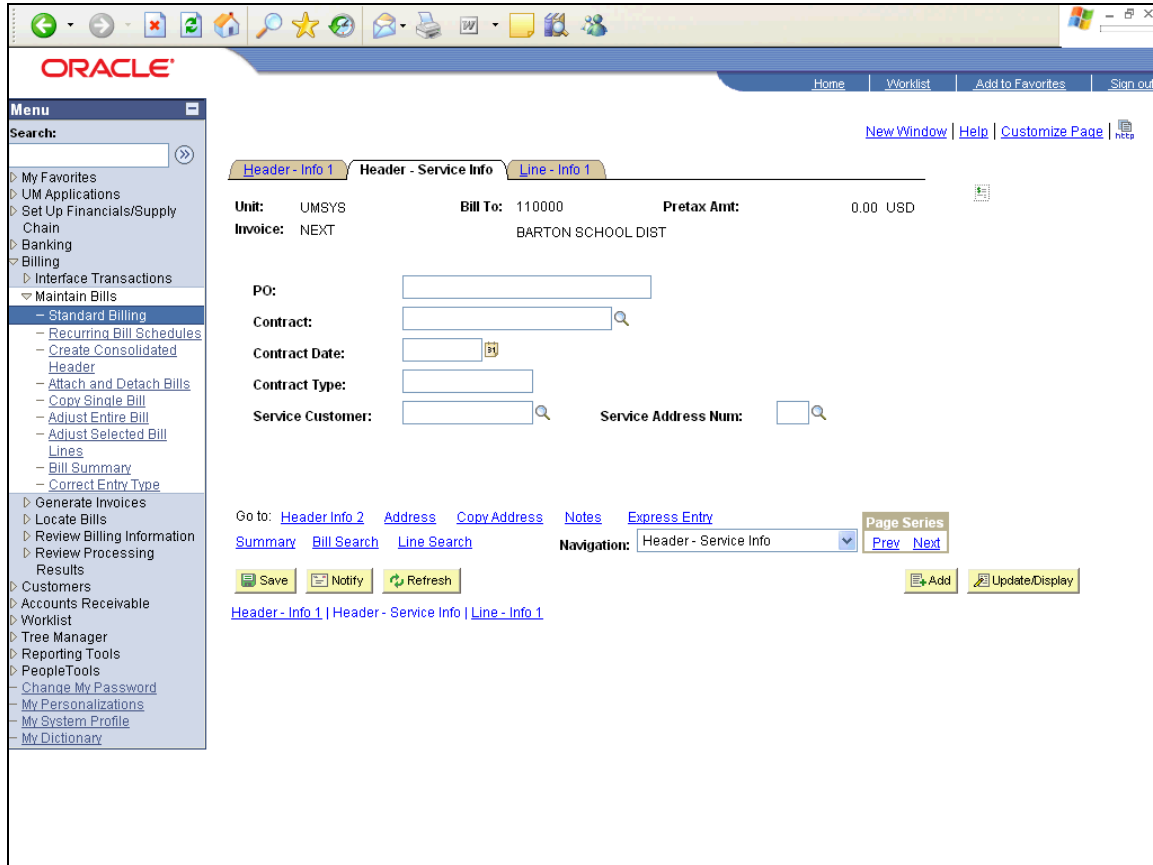 ORACLE'
Home | Worklist | Add to Favorites | Sign out
Menu
Search:
My Favorites
UM Applications
Set Up Financials/Supply
Chain
Banking
Billing
Interface Transactions
Maintain Bills
– Standard Billing
– Recurring Bill Schedules
– Create Consolidated
Header
– Attach and Detach Bills
– Copy Single Bill
– Adjust Entire Bill
– Adjust Selected Bill
Lines
– Bill Summary
– Correct Entry Type
Generate Invoices
Locate Bills
Review Billing Information
Review Processing
Results
Customers
Accounts Receivable
Worklist
Tree Manager
Reporting Tools
PeopleTools
– Change My Password
– My Personalizations
– My System Profile
– My Dictionary
New Window | Help | Customize Page | http
Header - Info 1 Header - Service Info Line - Info 1
Unit: UMSYS Bill To: 110000 Pretax Amt: 0.00 USD
Invoice: NEXT BARTON SCHOOL DIST
PO:
Contract:
Contract Date: 31
Contract Type:
Service Customer: Service Address Num:
Go to: Header Info 2 Address Copy Address Notes Express Entry
Summary Bill Search Line Search Navigation: Header - Service Info
Page Series
Prev Next
Save Notify Refresh Add Update/Display
Header - Info 1 | Header - Service Info | Line - Info 1